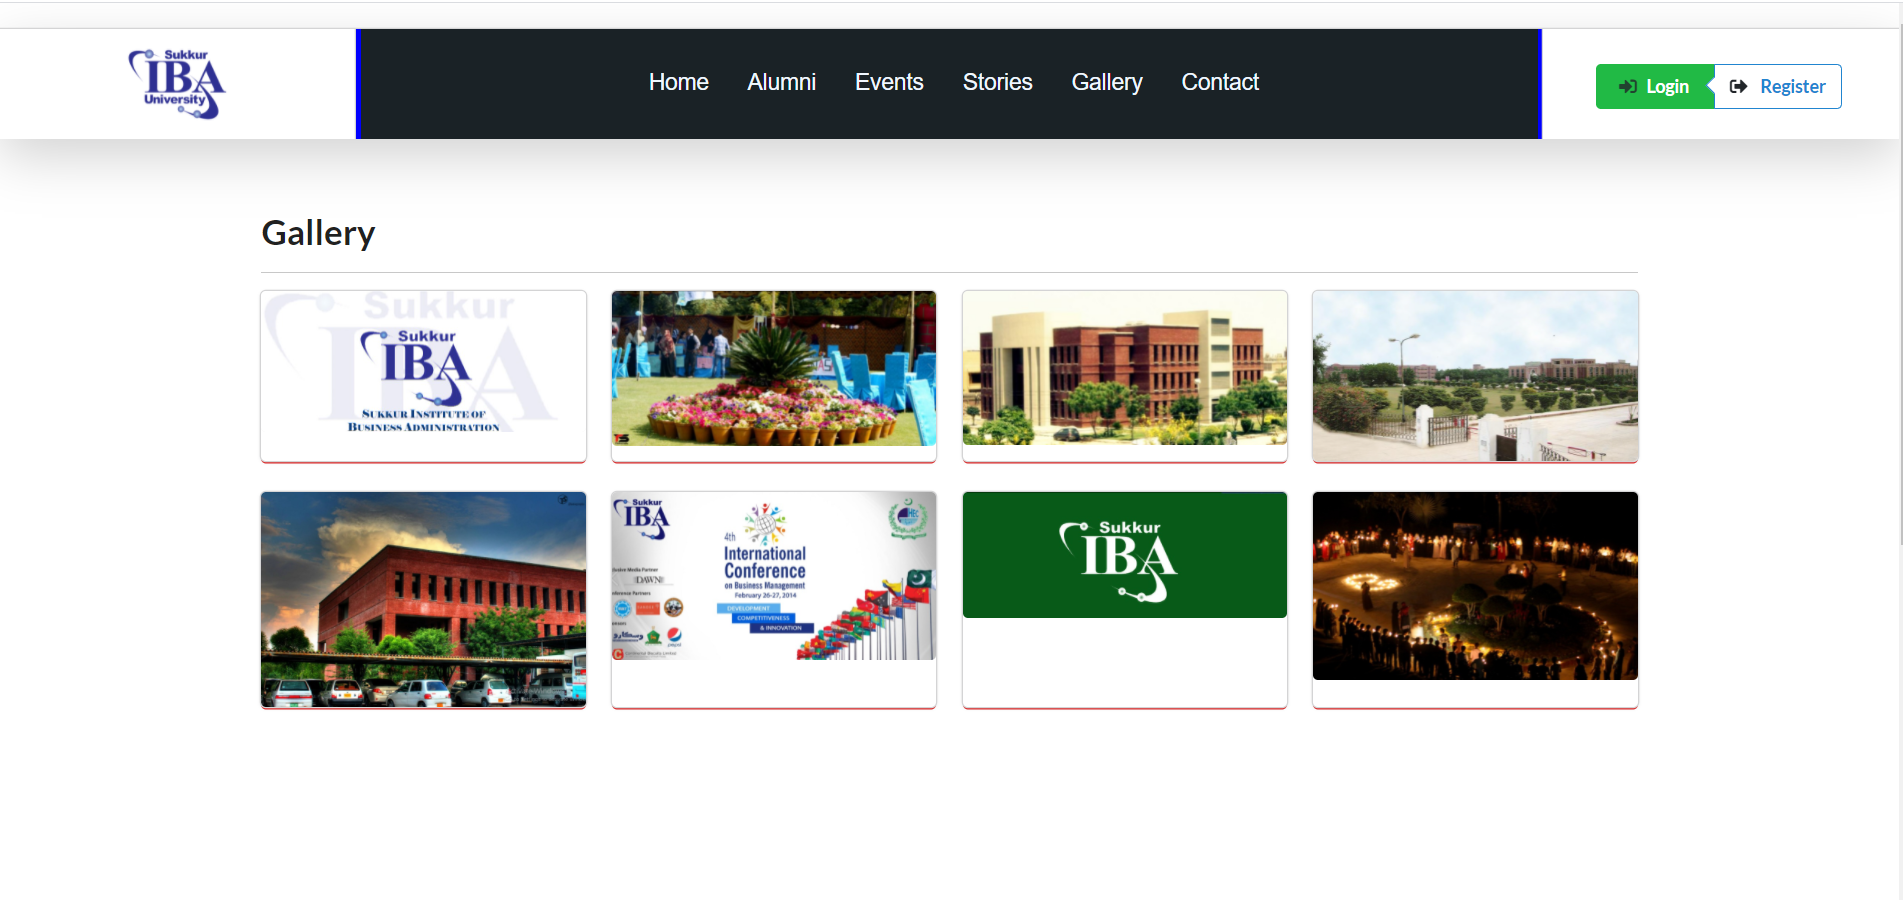 Sukkur
IBA
University
Home Alumni Events Stories Gallery Contact
Login Register
Gallery
Sukkur
IBA
Sukkur
IBA
SUKKUR INSTITUTE OF
BUSINESS ADMINISTRATION
Sukkur
IBA
4th
International
Conference
on Business Management
February 26-27, 2014
DEVELOPMENT
COMPETITIVENESS
& INNOVATION
HEC
DAWN
pepsi
Sukkur
IBA